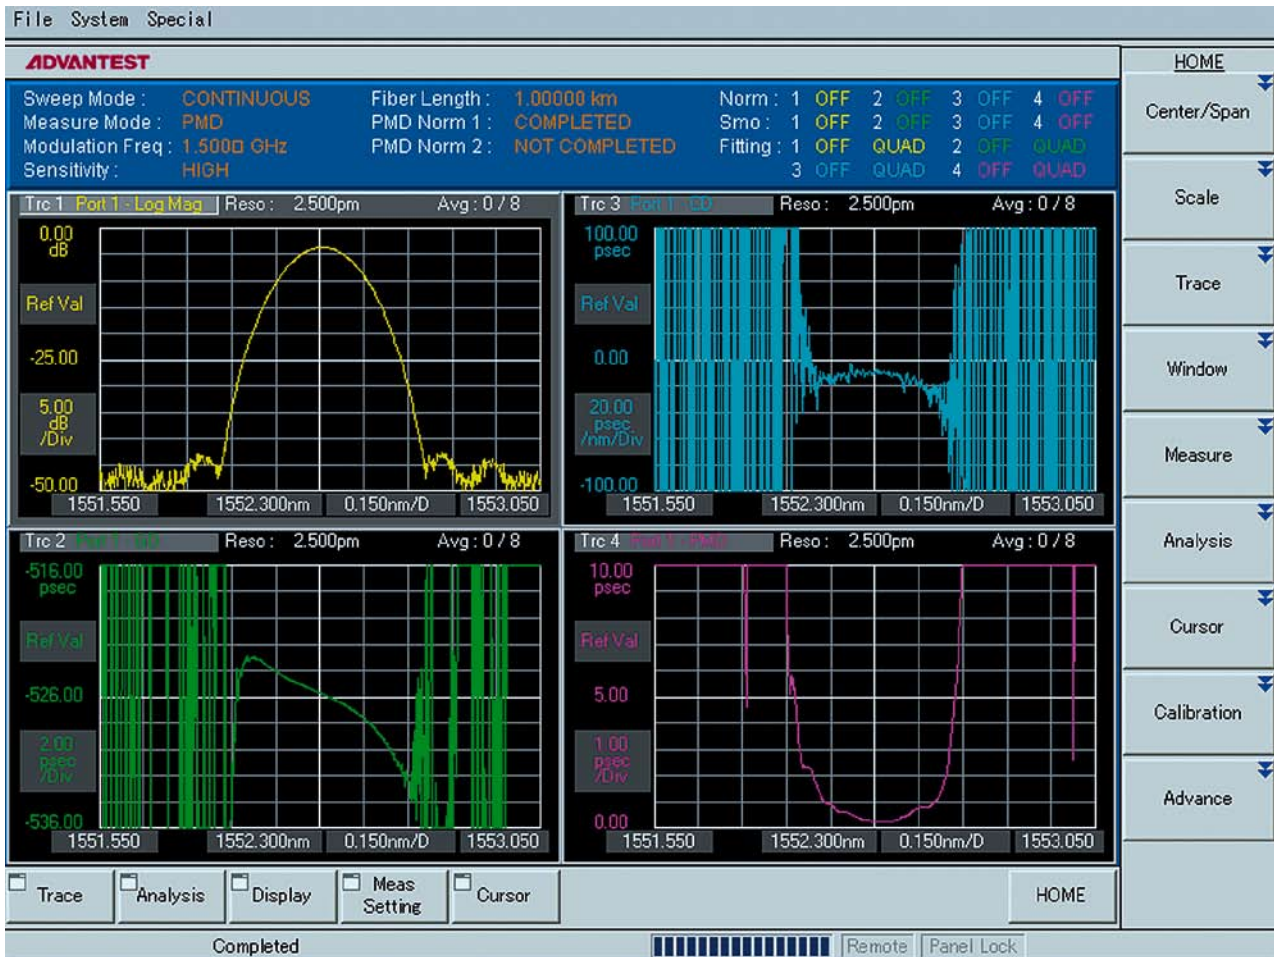 File System Special
ADVANTEST
HOME
Sweep Mode : CONTINUOUS Fiber Length : 1.00000 km Norm : 1 OFF 2 OFF 3 OFF 4 OFF
Measure Mode : PMD PMD Norm 1 : COMPLETED Smo : 1 OFF 2 OFF 3 OFF 4 OFF
Modulation Freq : 1.500□ GHz PMD Norm 2 : NOT COMPLETED Fitting : 1 OFF QUAD 2 OFF QUAD
Sensitivity : HIGH 3 OFF QUAD 4 OFF QUAD
Center/Span
Scale
Trace
Window
Measure
Analysis
Cursor
Calibration
Advance
Trc 1 Port 1 - Log Mag Reso : 2.500pm Avg : 0 / 8
0.00
dB
Ref Val
-25.00
5.00
dB
/Div
-50.00
1551.550 1552.300nm 0.150nm/D 1553.050
Trc 3 Port 1 - CD Reso : 2.500pm Avg : 0 / 8
100.00
psec
Ref Val
0.00
20.00
psec
/nm/Div
-100.00
1551.550 1552.300nm 0.150nm/D 1553.050
Trc 2 Port 1 - GD Reso : 2.500pm Avg : 0 / 8
-516.00
psec
Ref Val
-526.00
2.00
psec
/Div
-536.00
1551.550 1552.300nm 0.150nm/D 1553.050
Trc 4 Port 1 - PMD Reso : 2.500pm Avg : 0 / 8
10.00
psec
Ref Val
5.00
1.00
psec
/Div
0.00
1551.550 1552.300nm 0.150nm/D 1553.050
Trace Analysis Display Meas Setting Cursor HOME
Completed Remote Panel Lock